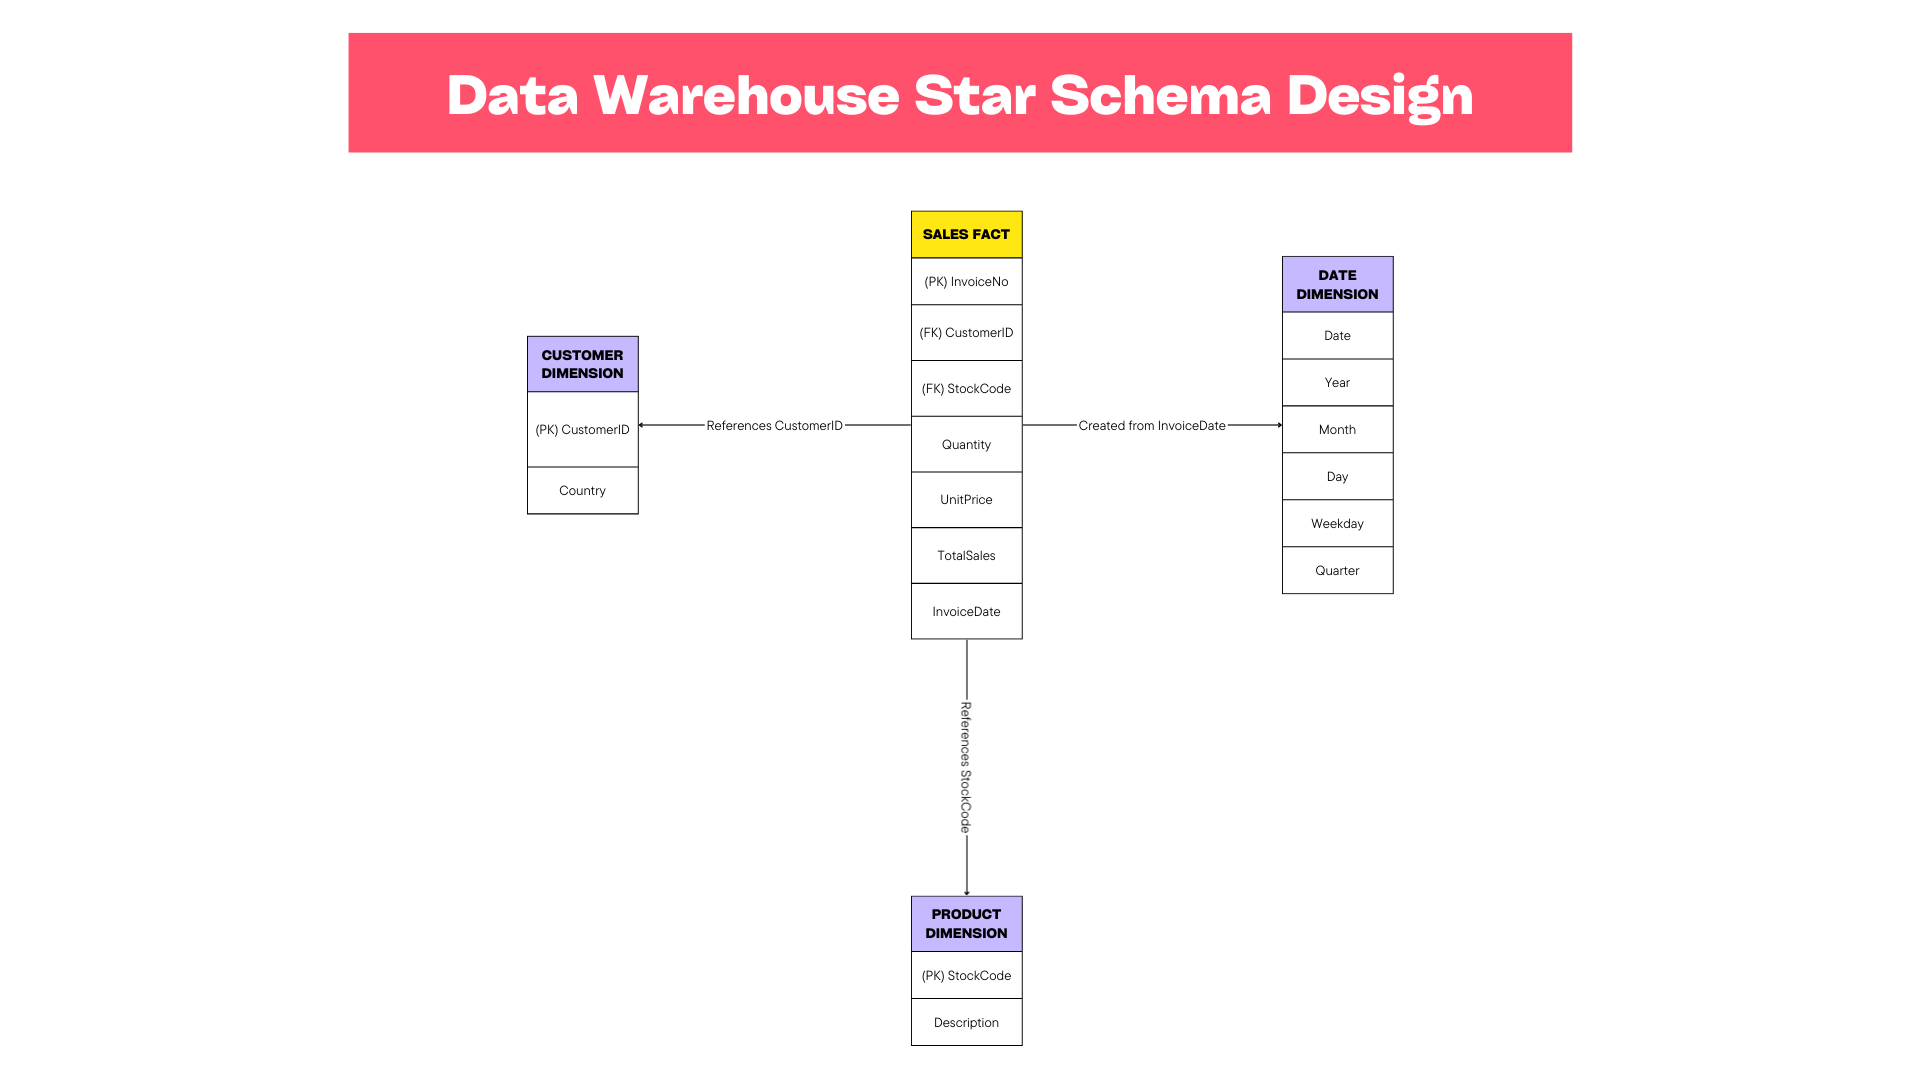 Data Warehouse Star Schema Design
SALES FACT
(PK) InvoiceNo
(FK) CustomerID
(FK) StockCode
Quantity
UnitPrice
TotalSales
InvoiceDate
CUSTOMER
DIMENSION
(PK) CustomerID
Country
References CustomerID
Created from InvoiceDate
DATE
DIMENSION
Date
Year
Month
Day
Weekday
Quarter
References StockCode
PRODUCT
DIMENSION
(PK) StockCode
Description